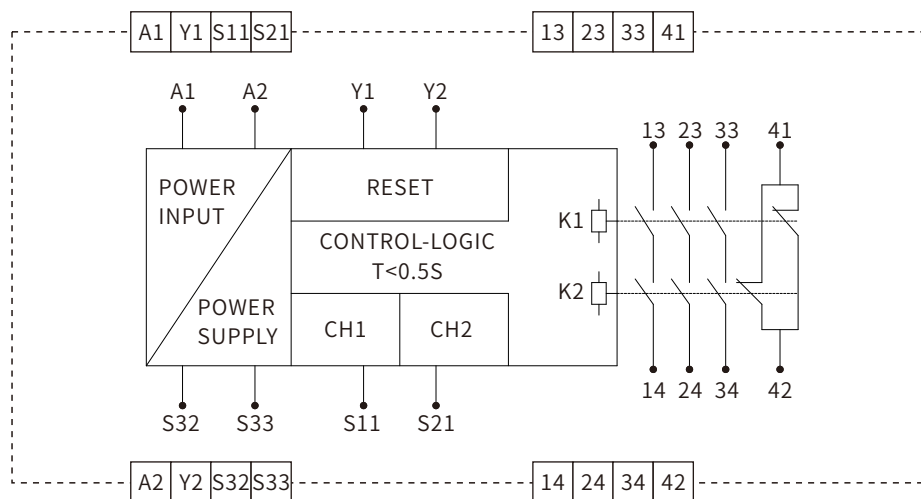 A1 Y1 S11 S21 13 23 33 41
A1 A2 Y1 Y2
13 23 33 41
POWER INPUT
RESET
K1
CONTROL-LOGIC
T<0.5S
K2
POWER SUPPLY
CH1 CH2
14 24 34 42
S32 S33 S11 S21
A2 Y2 S32 S33 14 24 34 42